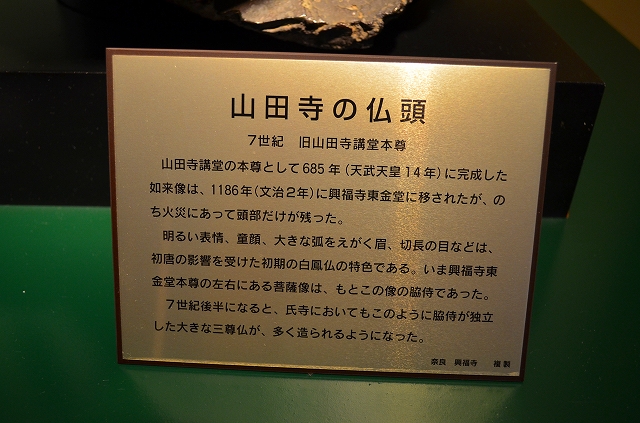 山田寺の仏頭
7世紀　旧山田寺講堂本尊
山田寺講堂の本尊として685年(天武天皇14年)に完成した
如来像は、1186年(文治2年)に興福寺東金堂に移されたが、の
ち火災にあって頭部だけが残った。
明るい表情、童顔、大きな弧をえがく眉、切長の目などは、
初唐の影響を受けた初期の白鳳仏の特色である。いま興福寺東
金堂本尊の左右にある菩薩像は、もとこの像の脇侍であった。
7世紀後半になると、氏寺においてもこのように脇侍が独立
した大きな三尊仏が、多く造られるようになった。
奈良　興福寺　複製